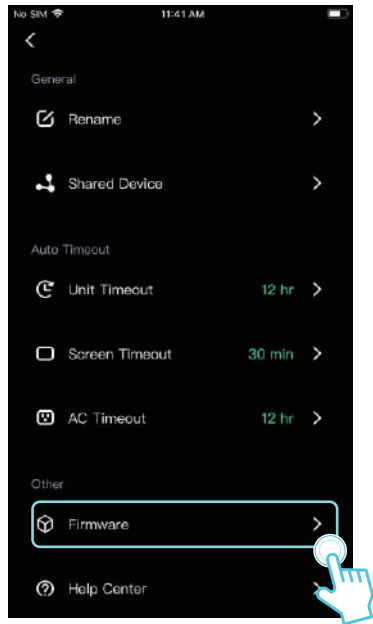 No SIM 11:41 AM
General
Rename
Shared Device
Auto Timeout
Unit Timeout 12 hr
Screen Timeout 30 min
AC Timeout 12 hr
Other
Firmware
Help Center